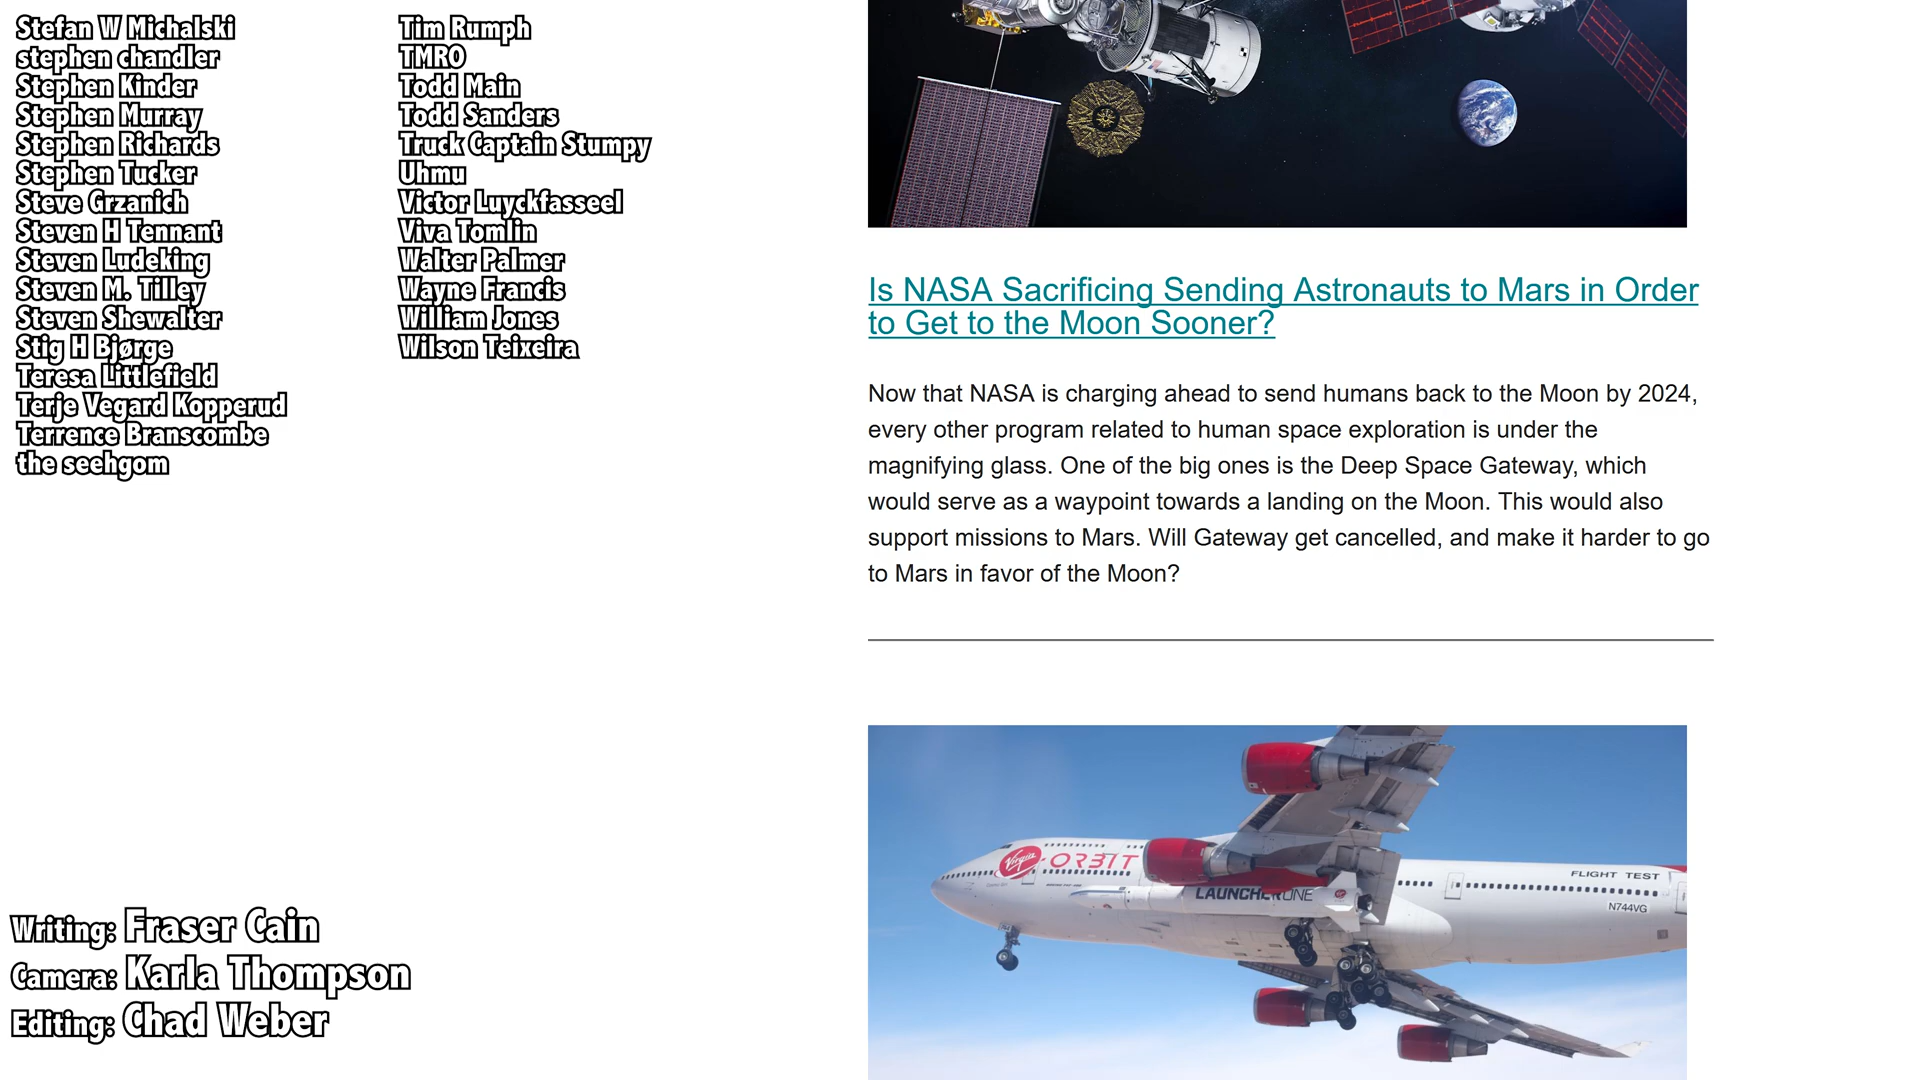 Stefan W Michalski
stephen chandler
Stephen Kinder
Stephen Murray
Stephen Richards
Stephen Tucker
Steve Grzanich
Steven H Tennant
Steven Ludeking
Steven M. Tilley
Steven Shewalter
Stig H Bjørge
Teresa Littlefield
Terje Vegard Kopperud
Terrence Branscombe
the seehgom
Tim Rumph
TMRO
Todd Main
Todd Sanders
Truck Captain Stumpy
Uhmu
Victor Luyckfasseel
Viva Tomlin
Walter Palmer
Wayne Francis
William Jones
Wilson Teixeira
Writing: Fraser Cain
Camera: Karla Thompson
Editing: Chad Weber
Is NASA Sacrificing Sending Astronauts to Mars in Order
to Get to the Moon Sooner?
Now that NASA is charging ahead to send humans back to the Moon by 2024,
every other program related to human space exploration is under the
magnifying glass. One of the big ones is the Deep Space Gateway, which
would serve as a waypoint towards a landing on the Moon. This would also
support missions to Mars. Will Gateway get cancelled, and make it harder to go
to Mars in favor of the Moon?
Virgin ORBIT
LAUNCHERONE
FLIGHT TEST
N744VG